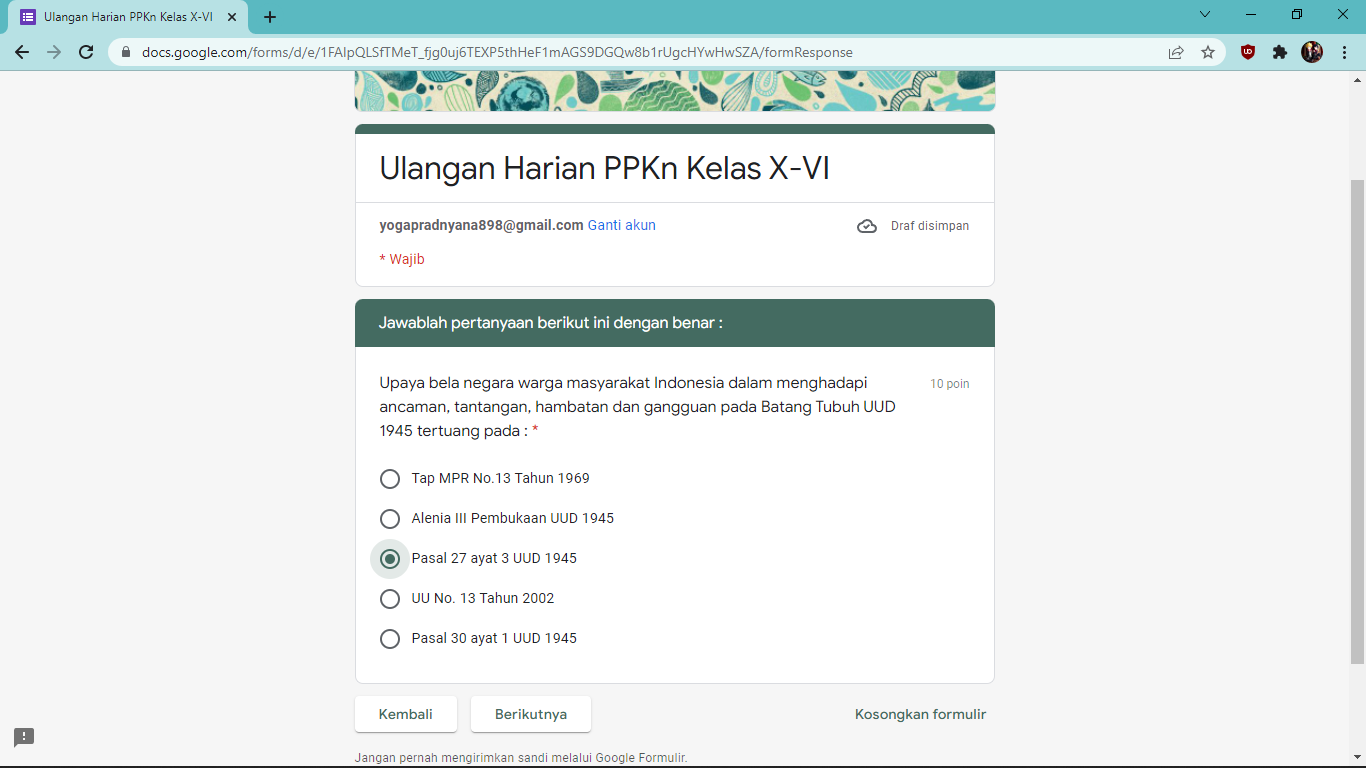 Ulangan Harian PPKn Kelas X-VI
docs.google.com/forms/d/e/1FAIpQLSfTMeT_fjg0uj6TEXP5thHeF1mAGS9DGQw8b1rUgcHYwHwSZA/formResponse
Ulangan Harian PPKn Kelas X-VI
yogapradnyana898@gmail.com Ganti akun
Draf disimpan
* Wajib
Jawablah pertanyaan berikut ini dengan benar :
Upaya bela negara warga masyarakat Indonesia dalam menghadapi
10 poin
ancaman, tantangan, hambatan dan gangguan pada Batang Tubuh UUD
1945 tertuang pada : *
Tap MPR No.13 Tahun 1969
Alenia III Pembukaan UUD 1945
Pasal 27 ayat 3 UUD 1945
UU No. 13 Tahun 2002
Pasal 30 ayat 1 UUD 1945
Kembali
Berikutnya
Kosongkan formulir
Jangan pernah mengirimkan sandi melalui Google Formulir.